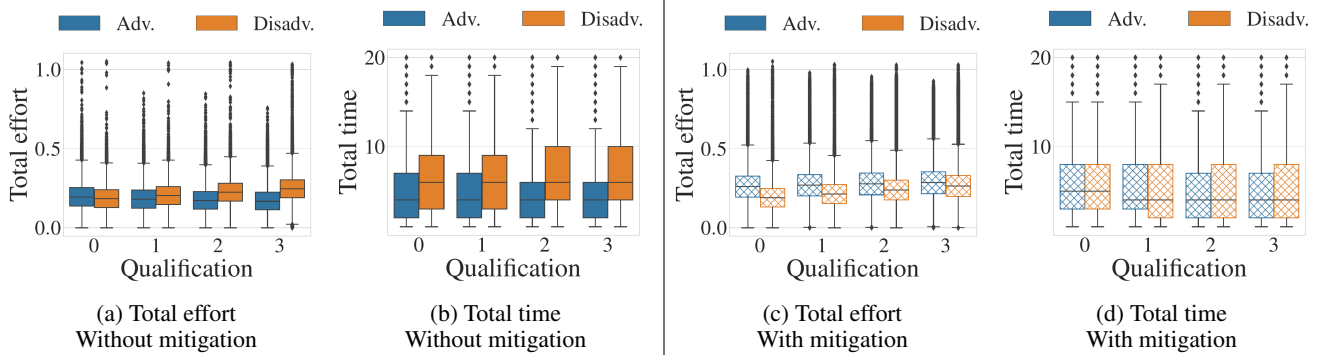 Adv. Disadv.
1.0
0.5
0.0
Total effort
0 1 2 3
Qualification
(a) Total effort
Without mitigation
Adv. Disadv.
20
10
Total time
0 1 2 3
Qualification
(b) Total time
Without mitigation
Adv. Disadv.
1.0
0.5
0.0
Total effort
0 1 2 3
Qualification
(c) Total effort
With mitigation
Adv. Disadv.
20
10
Total time
0 1 2 3
Qualification
(d) Total time
With mitigation